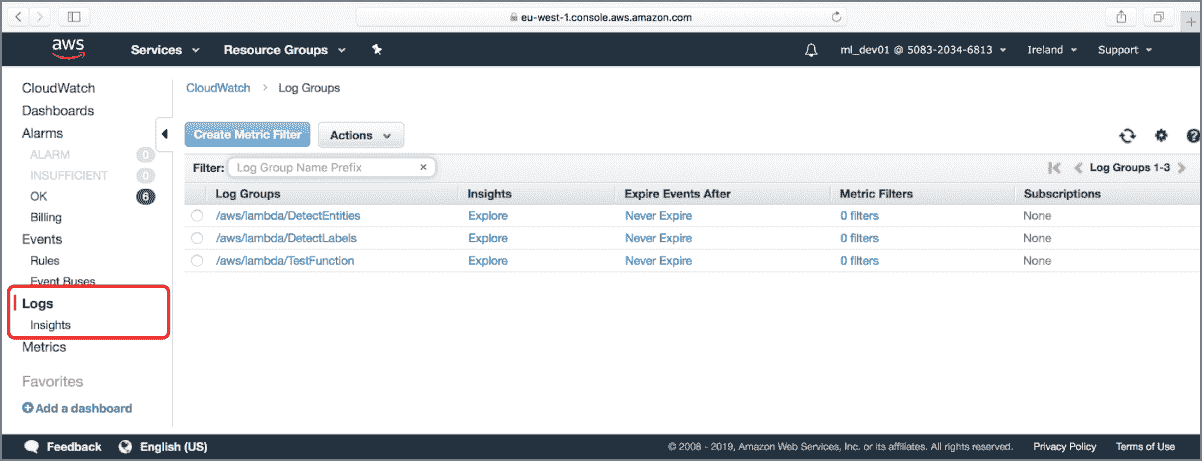 eu-west-1.console.aws.amazon.com
aws Services Resource Groups ml_dev01 @ 5083-2034-6813 Ireland Support
CloudWatch
Dashboards
Alarms
ALARM 0
INSUFFICIENT 0
OK 6
Billing
Events
Rules
Event Buses
Logs
Insights
Metrics
Favorites
Add a dashboard
CloudWatch > Log Groups
Create Metric Filter Actions
Filter: Log Group Name Prefix × Log Groups 1-3
Log Groups Insights Expire Events After Metric Filters Subscriptions
/aws/lambda/DetectEntities Explore Never Expire 0 filters None
/aws/lambda/DetectLabels Explore Never Expire 0 filters None
/aws/lambda/TestFunction Explore Never Expire 0 filters None
Feedback English (US) © 2008 - 2019, Amazon Web Services, Inc. or its affiliates. All rights reserved. Privacy Policy Terms of Use